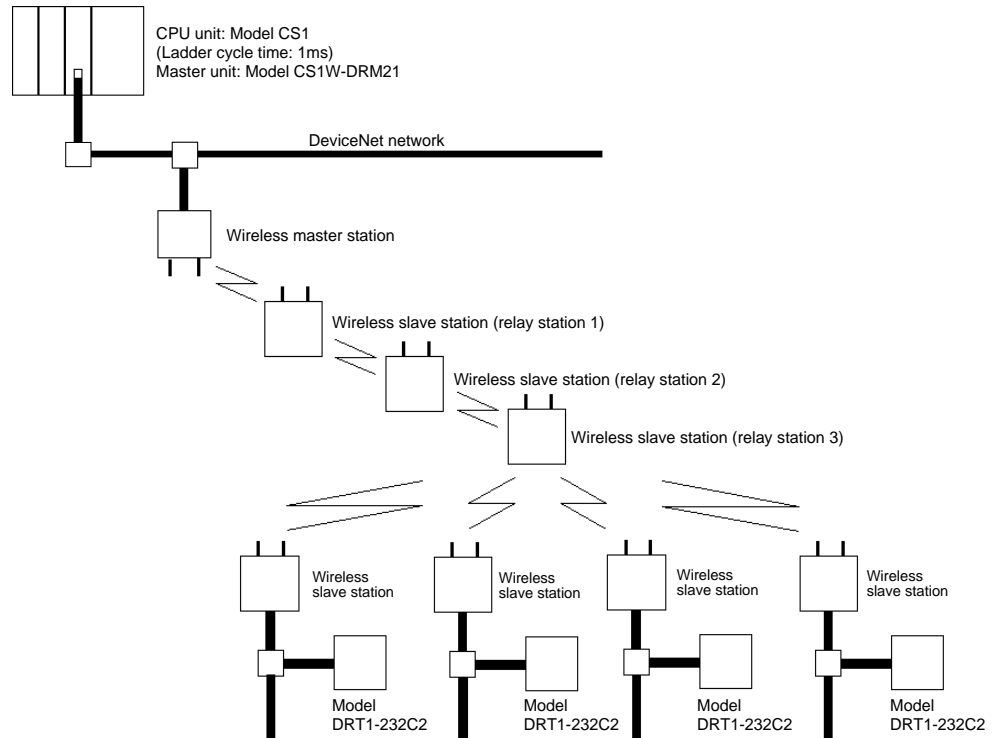 CPU unit: Model CS1
(Ladder cycle time: 1ms)
Master unit: Model CS1W-DRM21
DeviceNet network
Wireless master station
Wireless slave station (relay station 1)
Wireless slave station (relay station 2)
Wireless slave station (relay station 3)
Wireless
slave station
Wireless
slave station
Wireless
slave station
Wireless
slave station
Model
DRT1-232C2
Model
DRT1-232C2
Model
DRT1-232C2
Model
DRT1-232C2